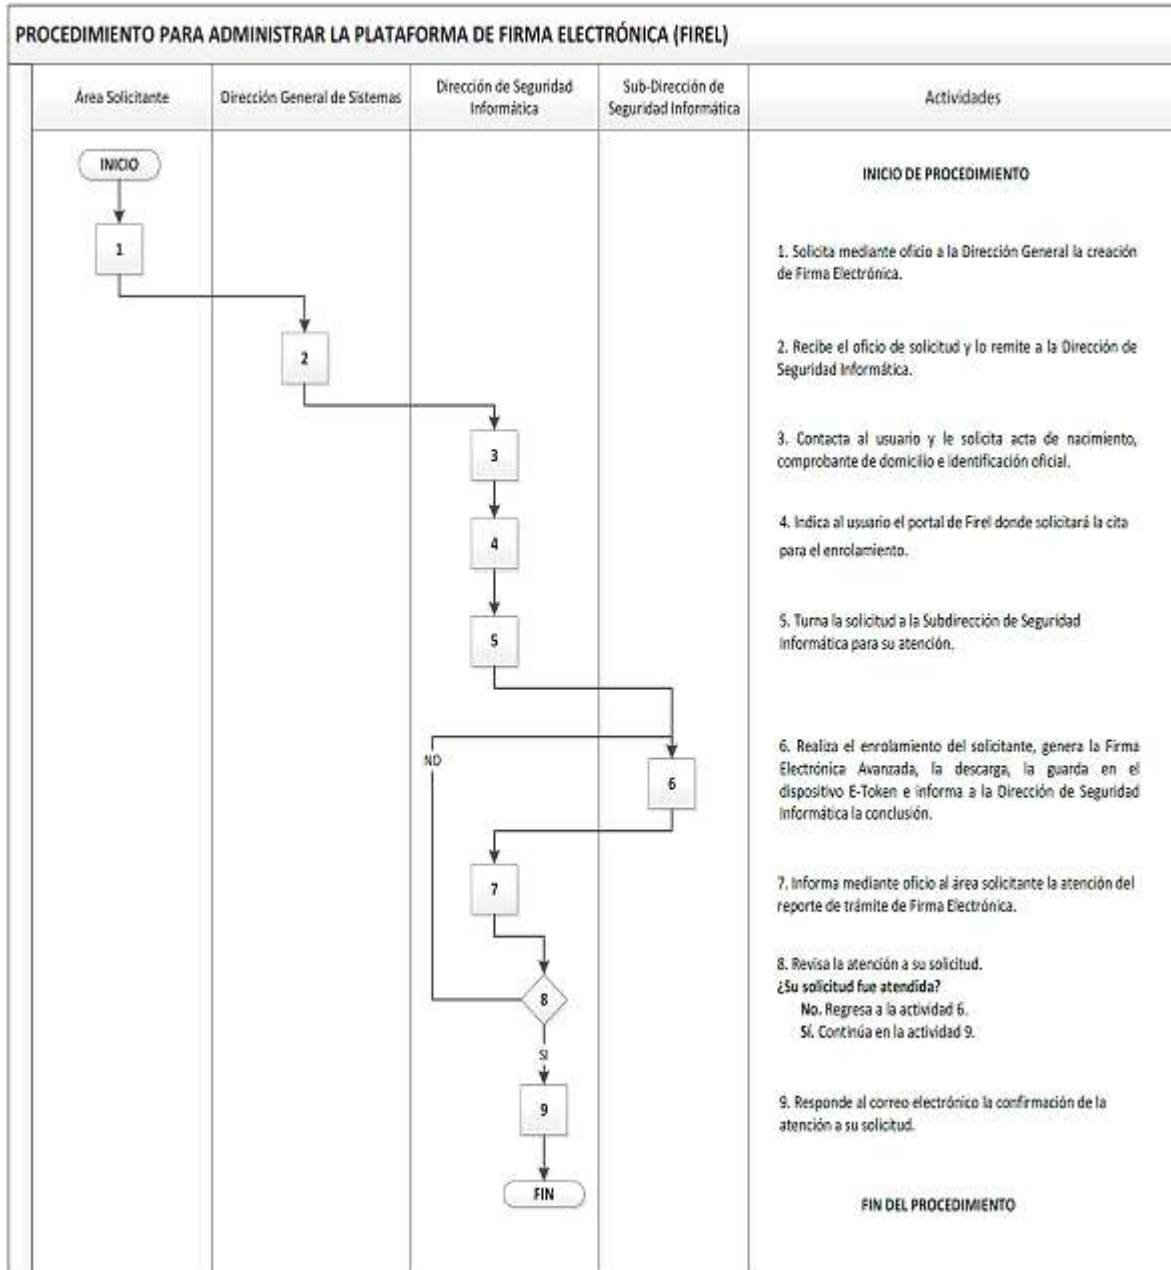 PROCEDIMIENTO PARA ADMINISTRAR LA PLATAFORMA DE FIRMA ELECTRÓNICA (FIREL)
Área Solicitante
Dirección General de Sistemas
Dirección de Seguridad
Informática
Sub-Dirección de
Seguridad Informática
Actividades
INICIO
INICIO DE PROCEDIMIENTO
1
1. Solicita mediante oficio a la Dirección General la creación
de Firma Electrónica.
2
2. Recibe el oficio de solicitud y lo remite a la Dirección de
Seguridad Informática.
3
3. Contacta al usuario y le solicita acta de nacimiento,
comprobante de domicilio e identificación oficial.
4
4. Indica al usuario el portal de Firel donde solicitará la cita
para el enrolamiento.
5
5. Turna la solicitud a la Subdirección de Seguridad
Informática para su atención.
NO
6
6. Realiza el enrolamiento del solicitante, genera la Firma
Electrónica Avanzada, la descarga, la guarda en el
dispositivo E-Token e informa a la Dirección de Seguridad
Informática la conclusión.
7
7. Informa mediante oficio al área solicitante la atención del
reporte de trámite de Firma Electrónica.
8
8. Revisa la atención a su solicitud.
¿Su solicitud fue atendida?
No. Regresa a la actividad 6.
Sí. Continúa en la actividad 9.
SI
9
9. Responde al correo electrónico la confirmación de la
atención a su solicitud.
FIN
FIN DEL PROCEDIMIENTO